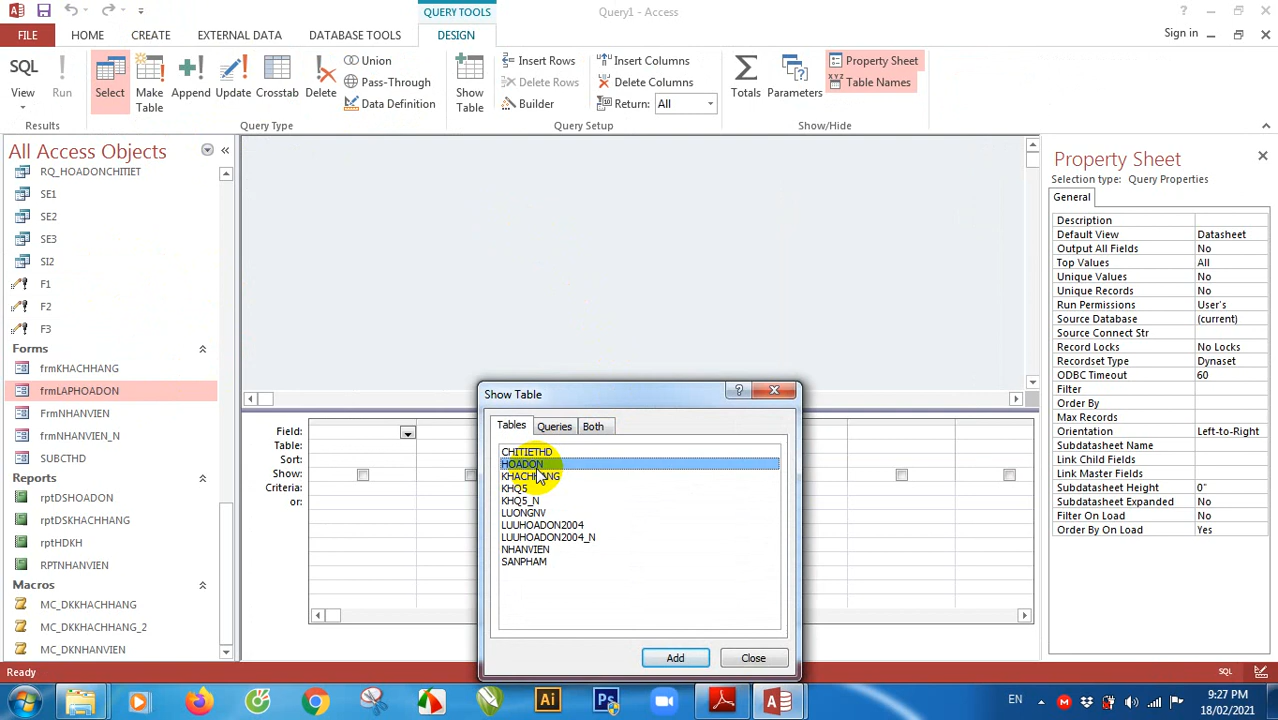 QUERY TOOLS
Query1 - Access
FILE
HOME
CREATE
EXTERNAL DATA
DATABASE TOOLS
DESIGN
Sign in
SQL
View
Run
Select
Make
Table
Append
Update
Crosstab
Delete
Union
Pass-Through
Data Definition
Show
Table
Insert Rows
Delete Rows
Builder
Insert Columns
Delete Columns
Return: All
Totals
Parameters
Property Sheet
XYZ
Table Names
Results
Query Type
Query Setup
Show/Hide
All Access Objects
RQ_HOADONCHITIET
SE1
SE2
SE3
SI2
F1
F2
F3
Forms
frmKHACHHANG
frmLAPHOADON
FrmNHANVIEN
frmNHANVIEN_N
SUBCTHD
Reports
rptDSHOADON
rptDSKHACHHANG
rptHDKH
RPTNHANVIEN
Macros
MC_DKKHACHHANG
MC_DKKHACHHANG_2
MC_DKNHANVIEN
Field:
Table:
Sort:
Show:
Criteria:
or:
Show Table
Tables
Queries
Both
CHITIETHD
HOADON
KHACHHANG
KHQ5
KHQ5_N
LUONGNV
LUUHOADON2004
LUUHOADON2004_N
NHANVIEN
SANPHAM
Add
Close
Property Sheet
Selection type: Query Properties
General
Description
Default View Datasheet
Output All Fields No
Top Values All
Unique Values No
Unique Records No
Run Permissions User's
Source Database (current)
Source Connect Str
Record Locks No Locks
Recordset Type Dynaset
ODBC Timeout 60
Filter
Order By
Max Records
Orientation Left-to-Right
Subdatasheet Name
Link Child Fields
Link Master Fields
Subdatasheet Height 0"
Subdatasheet Expanded No
Filter On Load No
Order By On Load Yes
Ready
SQL
Ai
Ps
EN
9:27 PM
18/02/2021